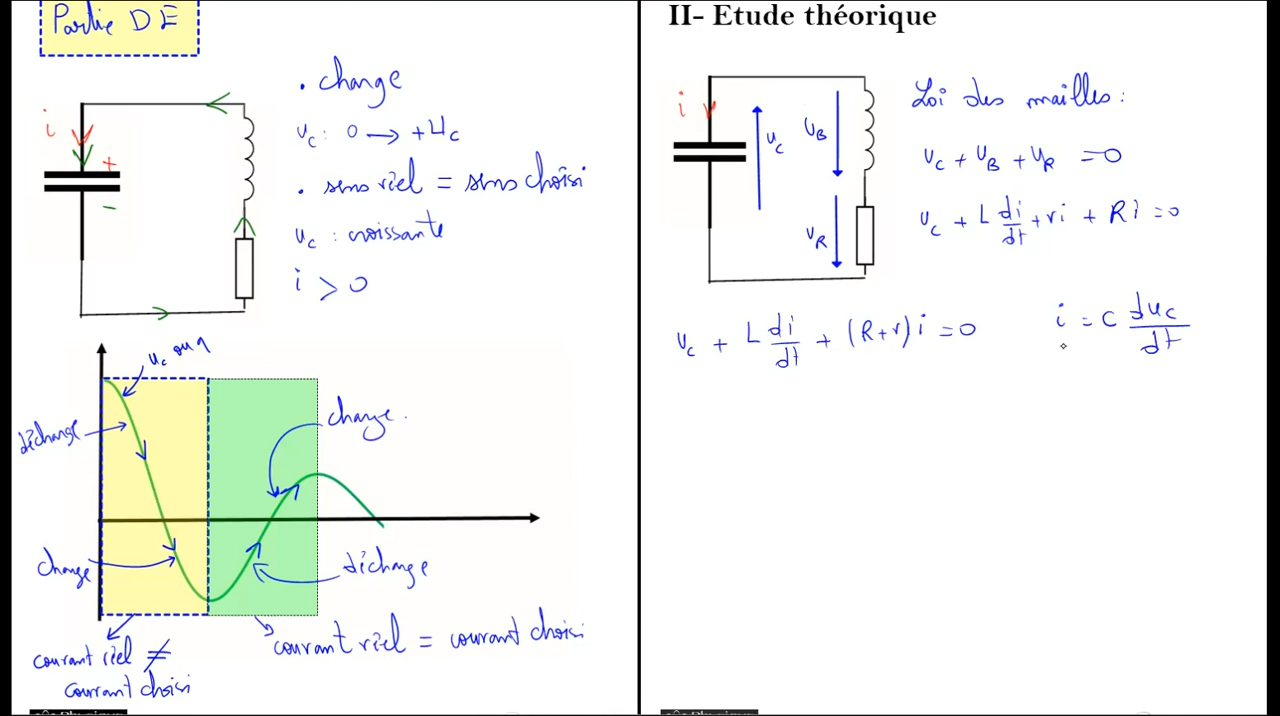 Partie D E
• charge
u_C : 0 → +U_C
i
+
-
• sens réel = sens choisi
u_C : croissante
i > 0
u_C ou q
décharge
charge.
charge
décharge
courant réel ≠
courant choisi
courant réel = courant choisi
II- Etude théorique
i
u_C
U_B
U_R
Loi des mailles :
u_C + U_B + U_R = 0
u_C + L di/dt + ri + Ri = 0
u_C + L di/dt + (R+r) i = 0
i = C du_C/dt